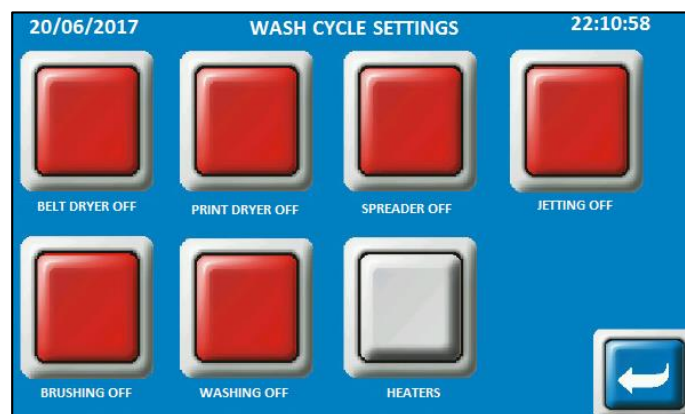 20/06/2017 WASH CYCLE SETTINGS 22:10:58
BELT DRYER OFF PRINT DRYER OFF SPREADER OFF JETTING OFF
BRUSHING OFF WASHING OFF HEATERS